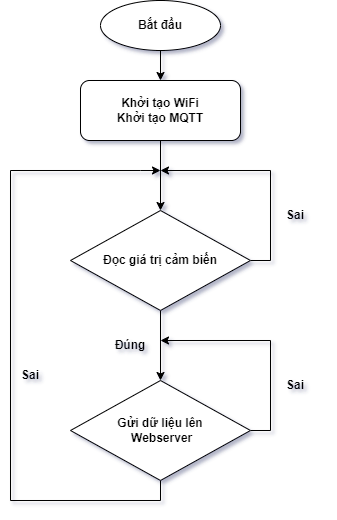 Bắt đầu
Khởi tạo WiFi
Khởi tạo MQTT
Sai
Đọc giá trị cảm biến
Đúng
Sai
Sai
Gửi dữ liệu lên
Webserver